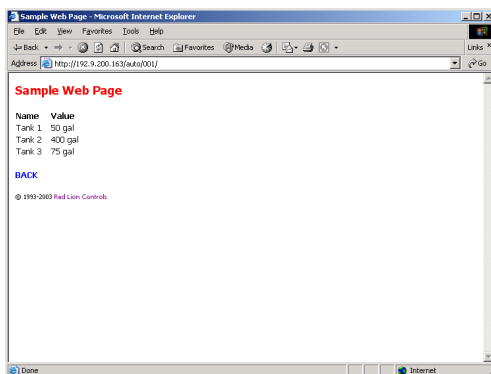 Sample Web Page - Microsoft Internet Explorer
File Edit View Favorites Tools Help
Back Search Favorites Media Links »
Address http://192.9.200.163/auto/001/ Go
Sample Web Page
Name Value
Tank 1 50 gal
Tank 2 400 gal
Tank 3 75 gal
BACK
© 1993-2003 Red Lion Controls
Done Internet